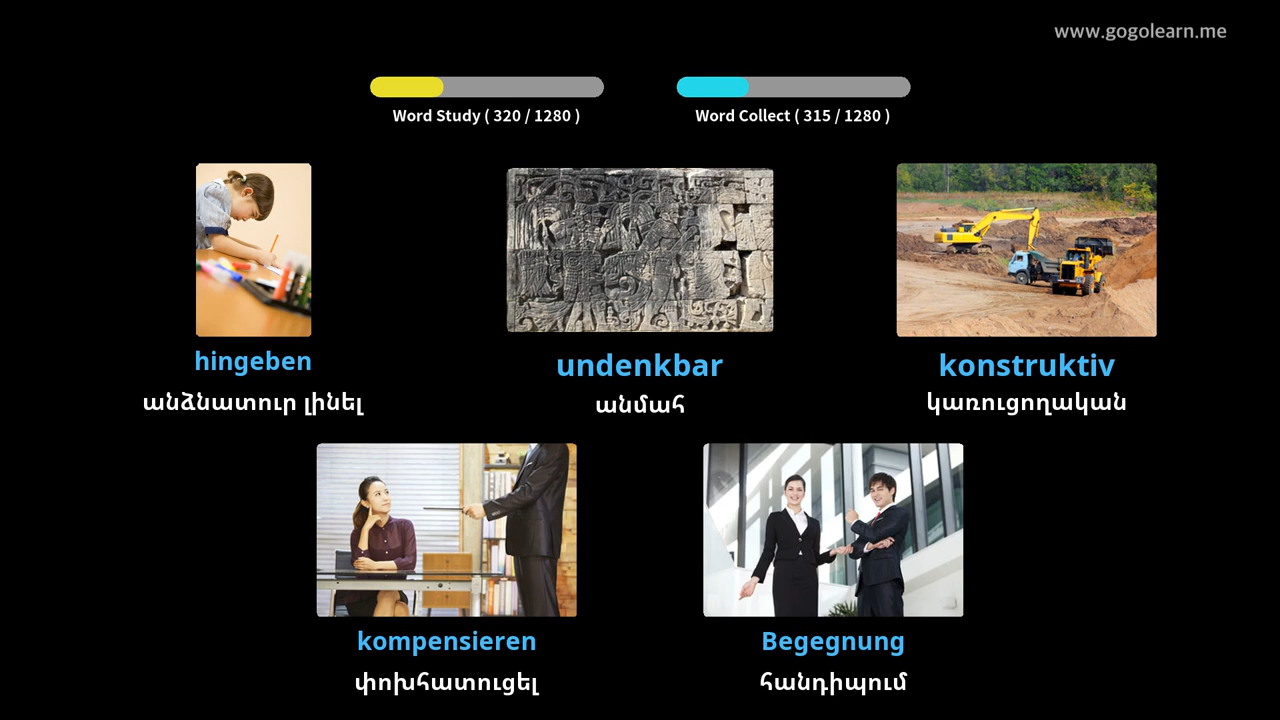 www.gogolearn.me
Word Study ( 320 / 1280 )
Word Collect ( 315 / 1280 )
hingeben
անձնատուր լինել
undenkbar
անմահ
konstruktiv
կառուցողական
kompensieren
փոխհատուցել
Begegnung
հանդիպում